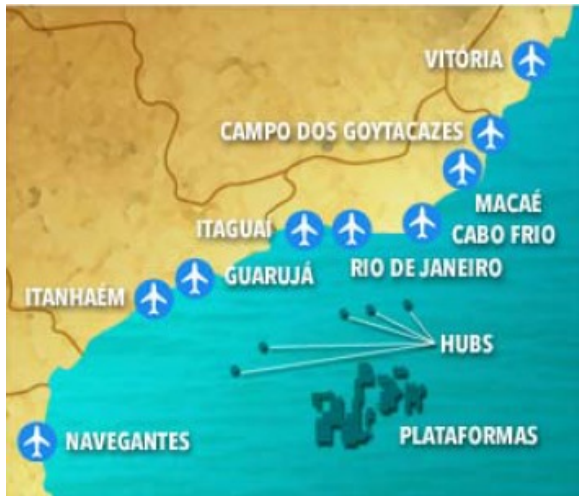 VITÓRIA
CAMPO DOS GOYTACAZES
MACAÉ
CABO FRIO
ITAGUAÍ
RIO DE JANEIRO
GUARUJÁ
ITANHAÉM
HUBS
PLATAFORMAS
NAVEGANTES